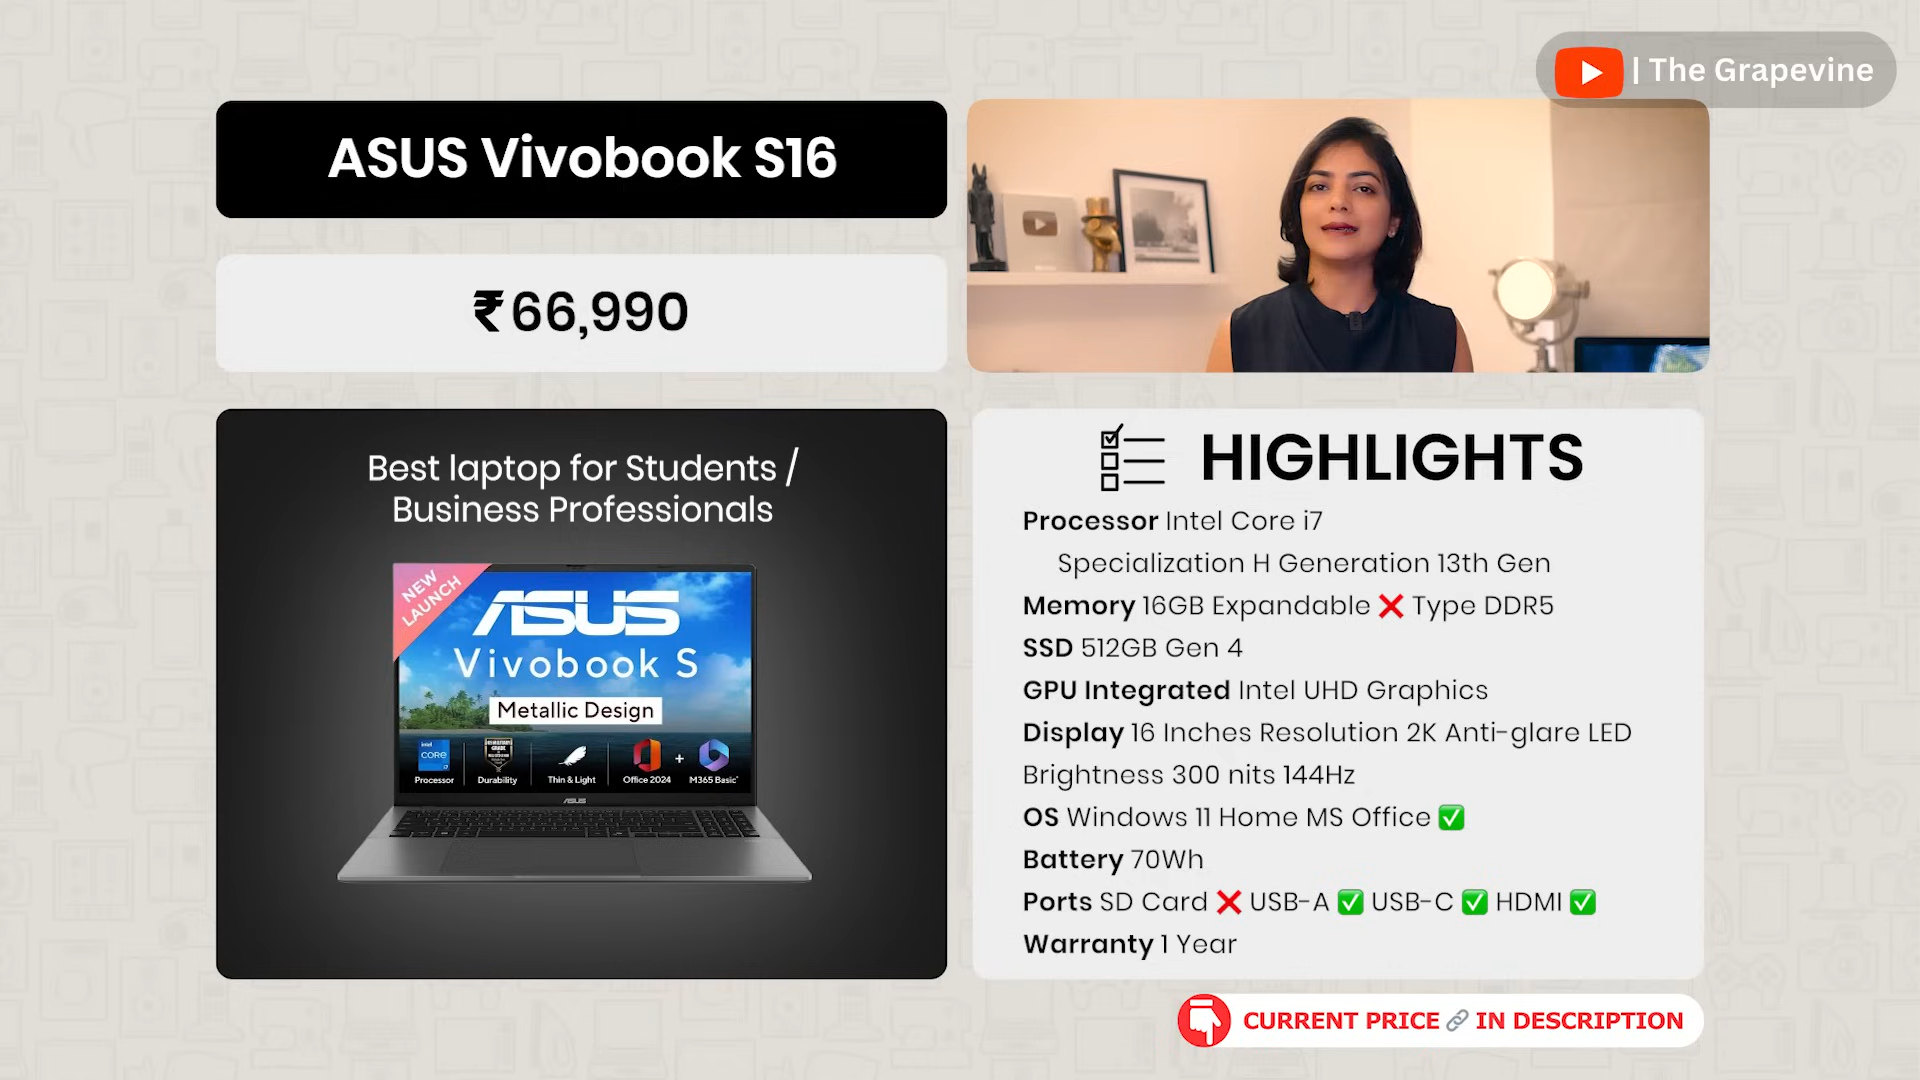 | The Grapevine
ASUS Vivobook S16
₹66,990
Best laptop for Students /
Business Professionals
NEW
LAUNCH
ASUS
Vivobook S
Metallic Design
intel
CORE
i7
Processor
Durability
Thin & Light
Office 2024
+
M365 Basic*
ASUS
HIGHLIGHTS
Processor Intel Core i7
Specialization H Generation 13th Gen
Memory 16GB Expandable ❌ Type DDR5
SSD 512GB Gen 4
GPU Integrated Intel UHD Graphics
Display 16 Inches Resolution 2K Anti-glare LED
Brightness 300 nits 144Hz
OS Windows 11 Home MS Office ✅
Battery 70Wh
Ports SD Card ❌ USB-A ✅ USB-C ✅ HDMI ✅
Warranty 1 Year
CURRENT PRICE 🔗 IN DESCRIPTION